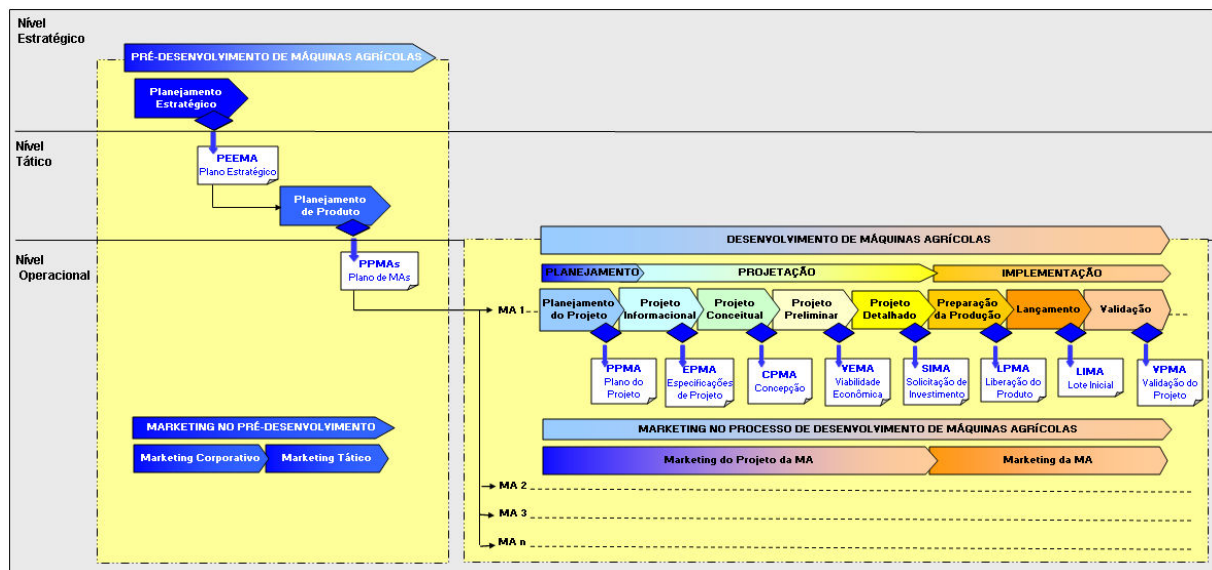 Nível
Estratégico
PRÉ-DESENVOLVIMENTO DE MÁQUINAS AGRÍCOLAS
Planejamento
Estratégico
Nível
Tático
PEEMA
Plano Estratégico
Planejamento
de Produto
Nível
Operacional
PPMAs
Plano de MAs
DESENVOLVIMENTO DE MÁQUINAS AGRÍCOLAS
PLANEJAMENTO
PROJETAÇÃO
IMPLEMENTAÇÃO
MA 1
Planejamento
do Projeto
Projeto
Informacional
Projeto
Conceitual
Projeto
Preliminar
Projeto
Detalhado
Preparação
da Produção
Lançamento
Validação
PPMA
Plano do
Projeto
EPMA
Especificações
de Projeto
CPMA
Concepção
VEMA
Viabilidade
Econômica
SIMA
Solicitação de
Investimento
LPMA
Liberação do
Produto
LIMA
Lote Inicial
VPMA
Validação do
Projeto
MARKETING NO PRÉ-DESENVOLVIMENTO
Marketing Corporativo
Marketing Tático
MARKETING NO PROCESSO DE DESENVOLVIMENTO DE MÁQUINAS AGRÍCOLAS
Marketing do Projeto da MA
Marketing da MA
MA 2
MA 3
MA n